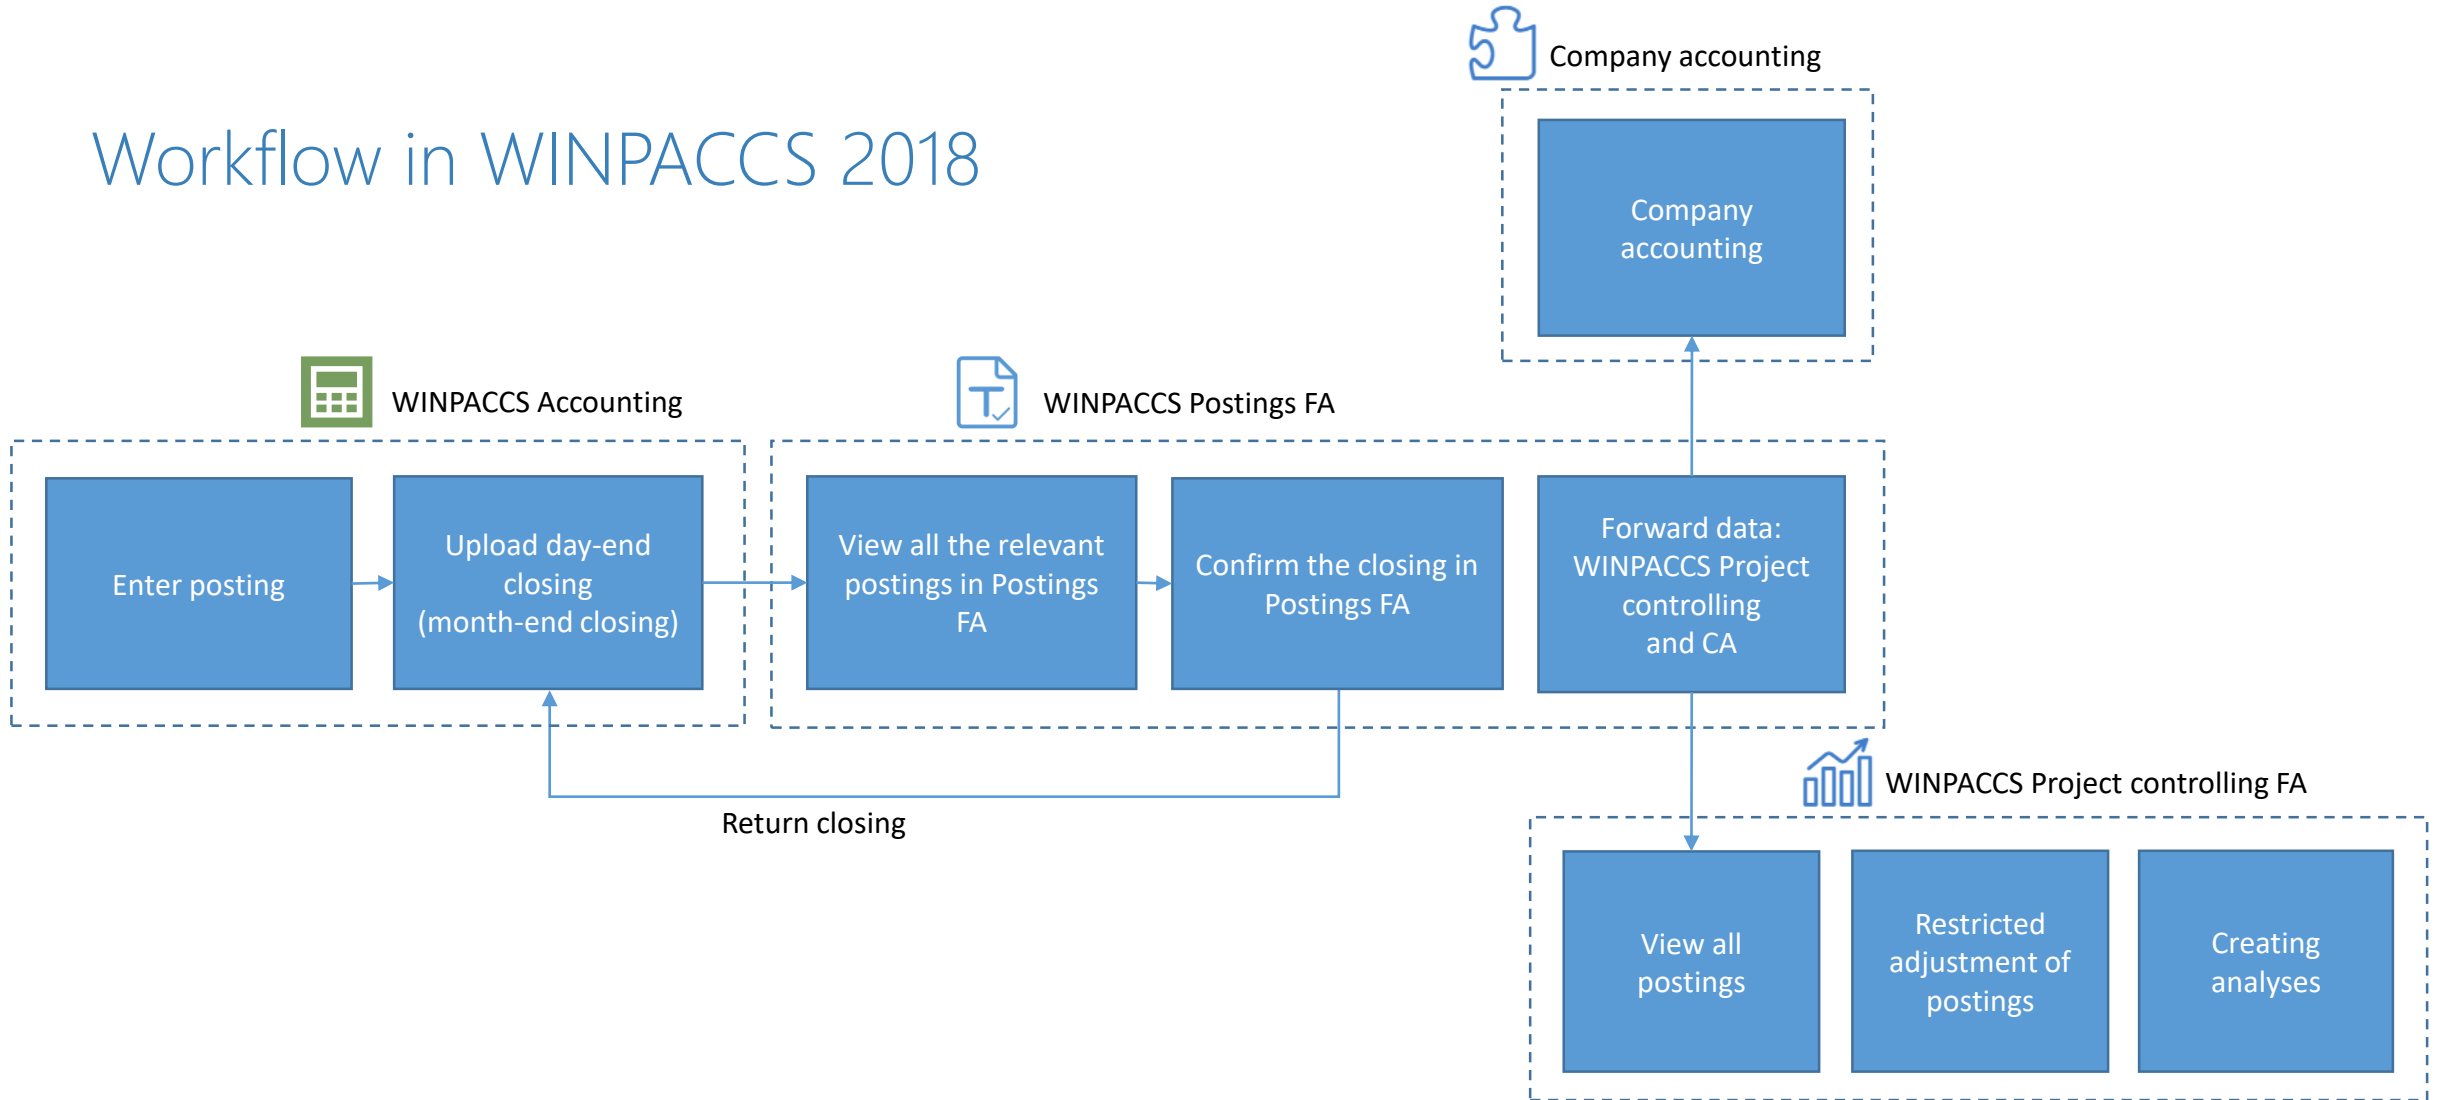 Company accounting
Workflow in WINPACCS 2018
Company
accounting
WINPACCS Accounting
WINPACCS Postings FA
Enter posting
Upload day-end
closing
(month-end closing)
View all the relevant
postings in Postings
FA
Confirm the closing in
Postings FA
Forward data:
WINPACCS Project
controlling
and CA
Return closing
WINPACCS Project controlling FA
View all
postings
Restricted
adjustment of
postings
Creating
analyses